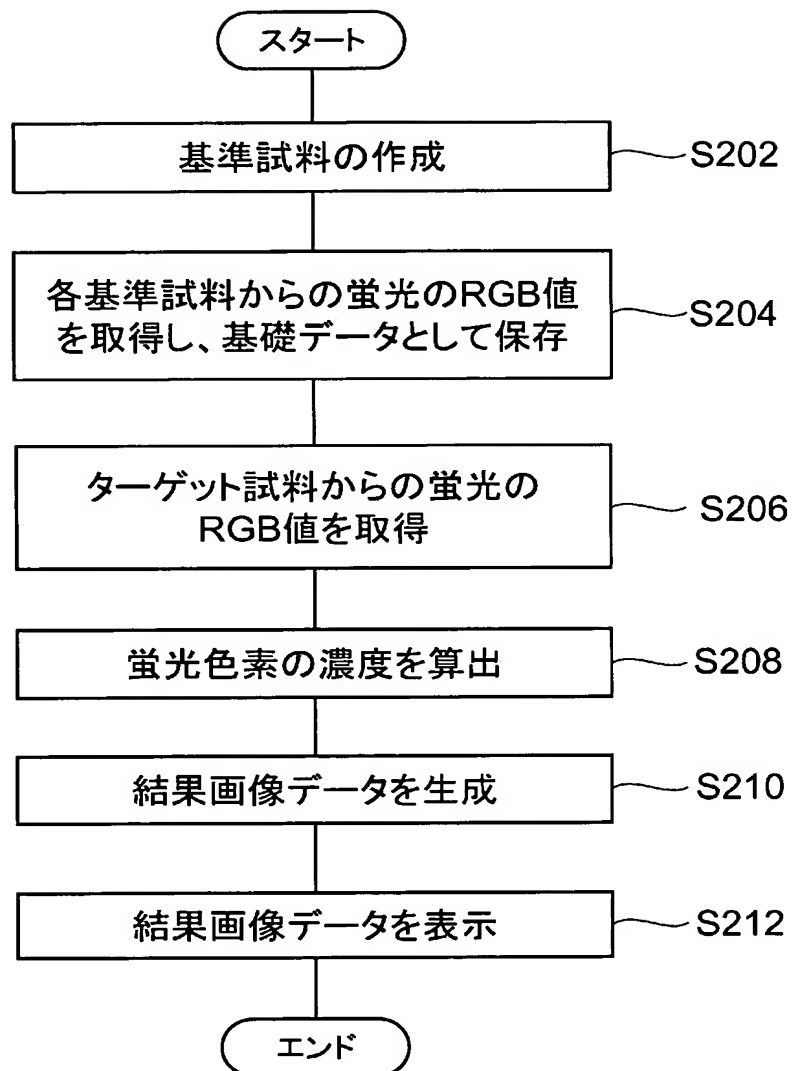 スタート
基準試料の作成
S202
各基準試料からの蛍光のRGB値
を取得し、基礎データとして保存
S204
ターゲット試料からの蛍光の
RGB値を取得
S206
蛍光色素の濃度を算出
S208
結果画像データを生成
S210
結果画像データを表示
S212
エンド